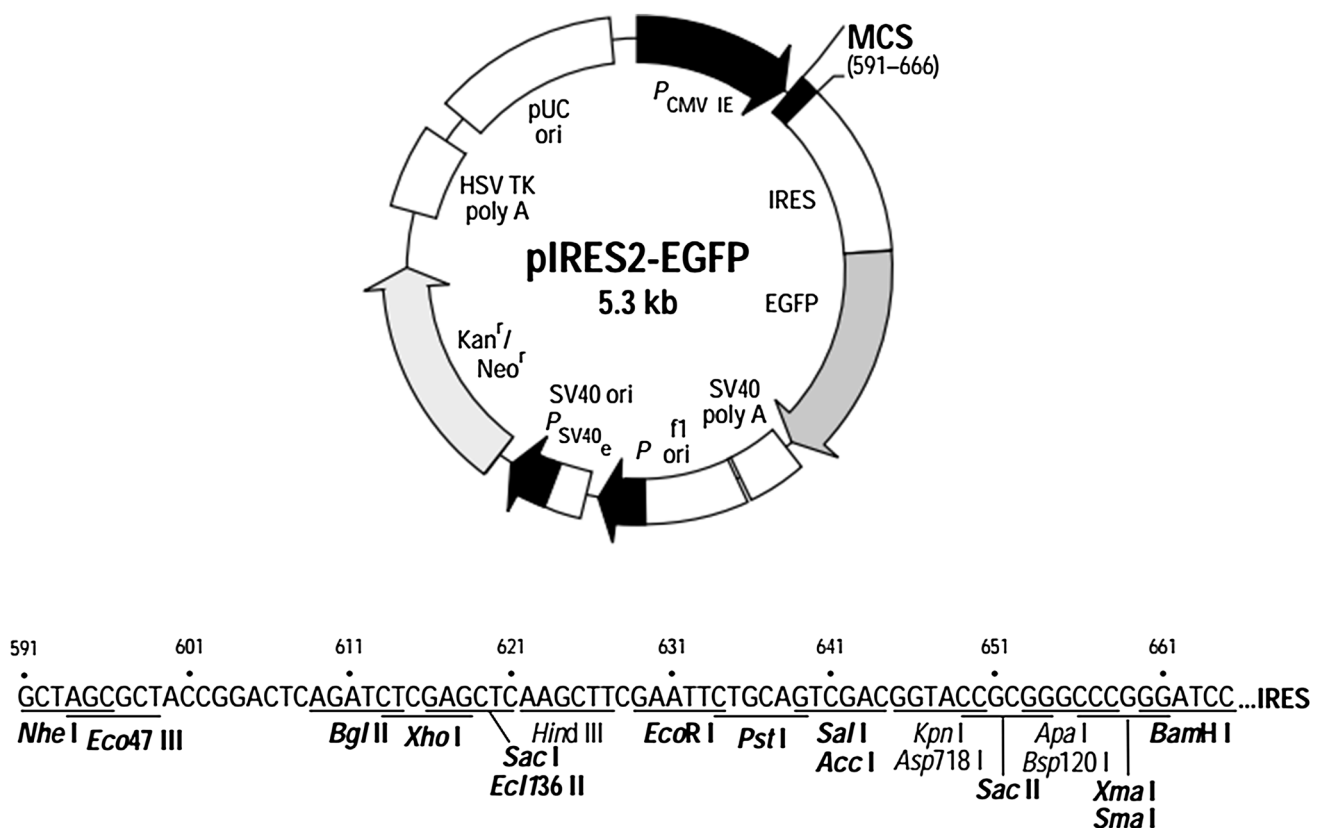 MCS
(591–666)
P CMV IE
pUC
ori
IRES
HSV TK
poly A
pIRES2-EGFP
5.3 kb
EGFP
Kanr/
Neor
SV40 ori
P SV40e
SV40
poly A
f1
ori
P
591 601 611 621 631 641 651 661
GCTAGCGCTACCGGACTCAGATCTCGAGCTCAAGCTTCGAATTCTGCAGTCGACGGTACCGCGGGCCCGGGATCC...IRES
Nhe I Eco47 III Bgl II Xho I Hind III EcoR I Pst I Sal I Kpn I Apa I BamH I
Sac I Acc I Asp718 I Bsp120 I
Ecl136 II Sac II Xma I
Sma I